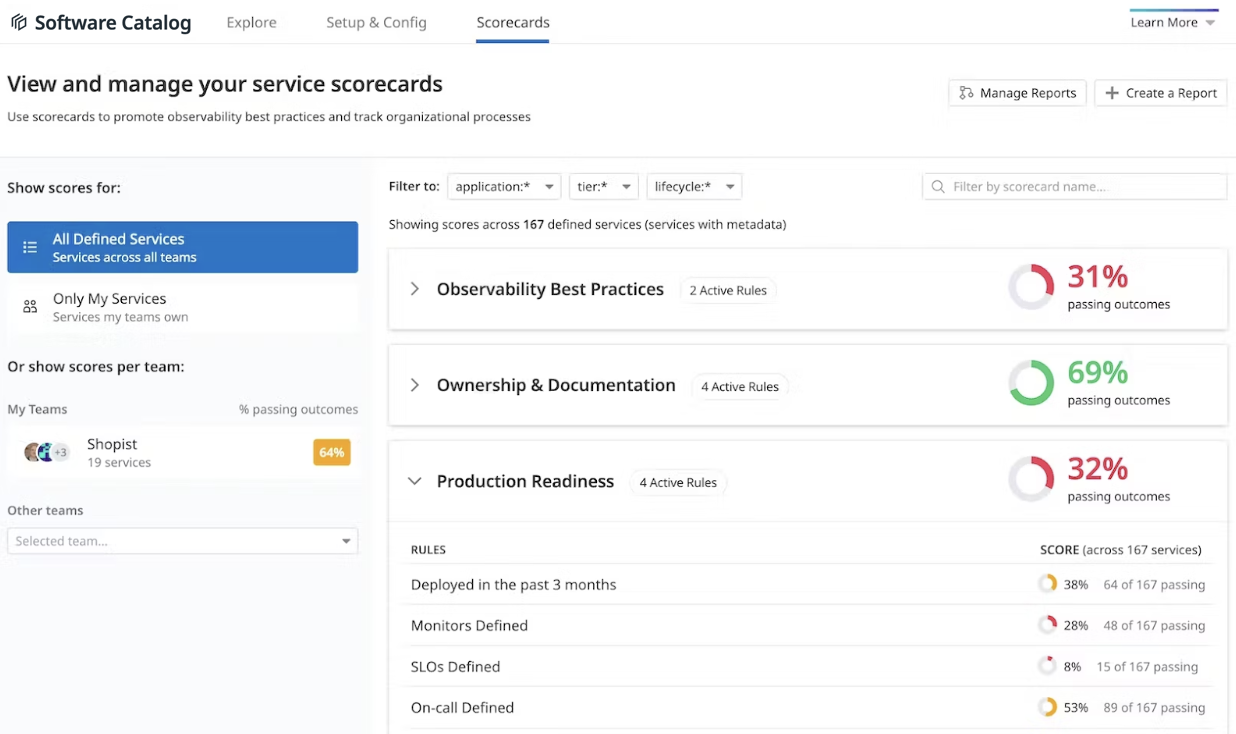 Software Catalog Explore Setup & Config Scorecards Learn More
View and manage your service scorecards
Use scorecards to promote observability best practices and track organizational processes
Manage Reports + Create a Report
Show scores for:
All Defined Services
Services across all teams
Only My Services
Services my teams own
Or show scores per team:
My Teams % passing outcomes
+3 Shopist 64%
19 services
Other teams
Selected team...
Filter to: application:* tier:* lifecycle:* Filter by scorecard name...
Showing scores across 167 defined services (services with metadata)
Observability Best Practices 2 Active Rules 31%
passing outcomes
Ownership & Documentation 4 Active Rules 69%
passing outcomes
Production Readiness 4 Active Rules 32%
passing outcomes
RULES SCORE (across 167 services)
Deployed in the past 3 months 38% 64 of 167 passing
Monitors Defined 28% 48 of 167 passing
SLOs Defined 8% 15 of 167 passing
On-call Defined 53% 89 of 167 passing